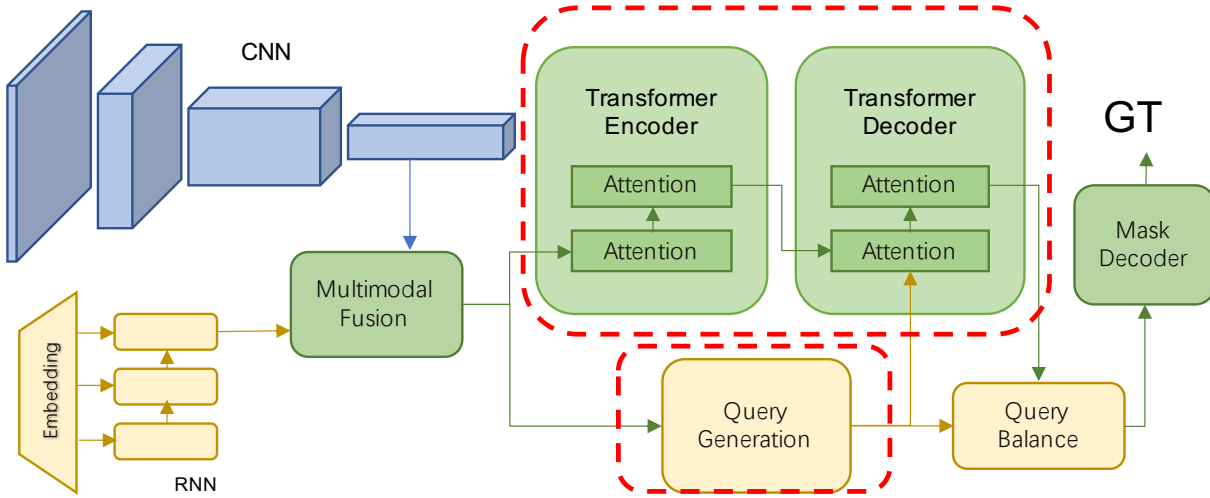 CNN
Transformer
Encoder
Transformer
Decoder
GT
Attention
Attention
Attention
Attention
Mask
Decoder
Multimodal
Fusion
Embedding
Query
Generation
Query
Balance
RNN